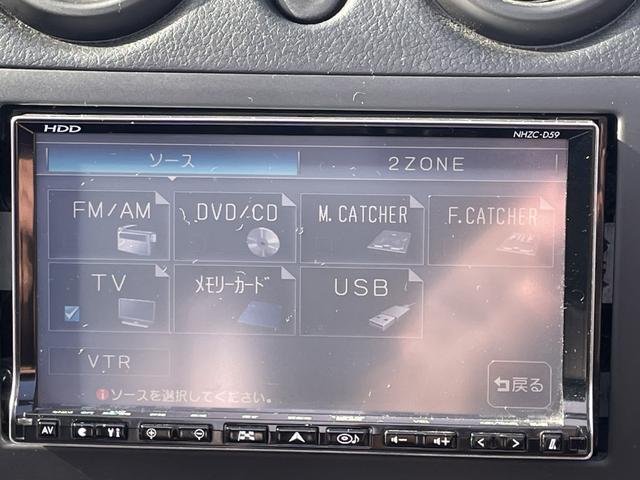 HDD NHZC-D59
ソース 2ZONE
FM/AM DVD/CD M.CATCHER F.CATCHER
TV メモリーカード USB
VTR
ソースを選択してください。 戻る
AV